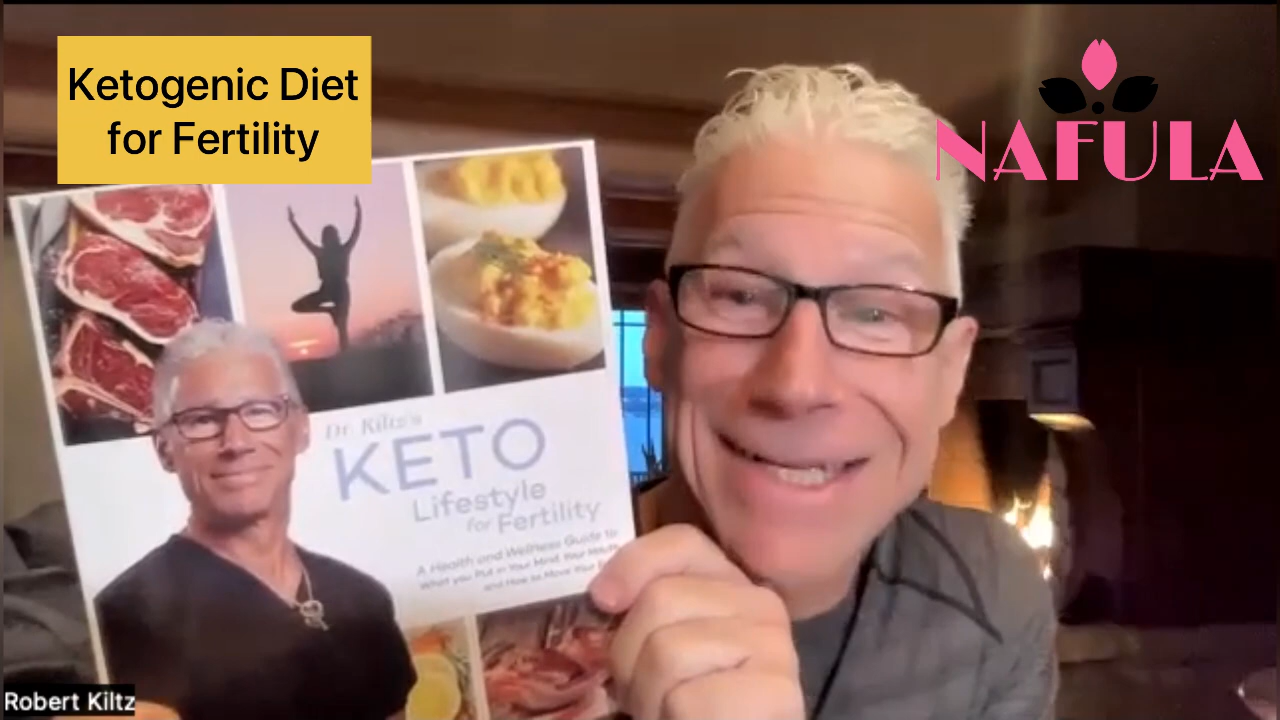 Ketogenic Diet
for Fertility
NAFULA
Dr. Kiltz's
KETO
Lifestyle
for Fertility
A Health and Wellness Guide to
What you Put in Your Mind, Your Mouth
and How to Move Your
Robert Kiltz